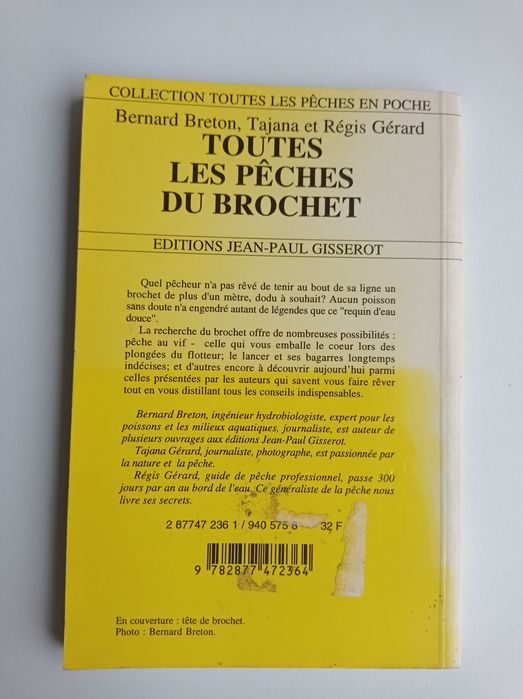 COLLECTION TOUTES LES PÊCHES EN POCHE
Bernard Breton, Tajana et Régis Gérard
TOUTES
LES PÊCHES
DU BROCHET
EDITIONS JEAN-PAUL GISSEROT
Quel pêcheur n'a pas rêvé de tenir au bout de sa ligne un
brochet de plus d'un mètre, dodu à souhait? Aucun poisson
sans doute n'a engendré autant de légendes que ce "requin d'eau
douce".
La recherche du brochet offre de nombreuses possibilités :
pêche au vif - celle qui vous emballe le coeur lors des
plongées du flotteur; le lancer et ses bagarres longtemps
indécises; et d'autres encore à découvrir aujourd'hui parmi
celles présentées par les auteurs qui savent vous faire rêver
tout en vous distillant tous les conseils indispensables.
Bernard Breton, ingénieur hydrobiologiste, expert pour les
poissons et les milieux aquatiques, journaliste, est auteur de
plusieurs ouvrages aux éditions Jean-Paul Gisserot.
Tajana Gérard, journaliste, photographe, est passionnée par
la nature et la pêche.
Régis Gérard, guide de pêche professionnel, passe 300
jours par an au bord de l'eau. Ce généraliste de la pêche nous
livre ses secrets.
2 87747 236 1 / 940 575 8 32 F
9 782877 472364
En couverture : tête de brochet.
Photo : Bernard Breton.